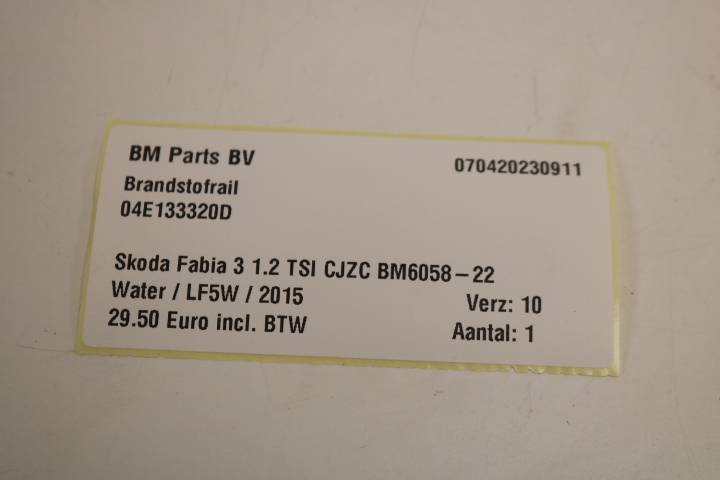 BM Parts BV 070420230911
Brandstofrail
04E133320D
Skoda Fabia 3 1.2 TSI CJZC BM6058-22
Water / LF5W / 2015 Verz: 10
29.50 Euro incl. BTW Aantal: 1